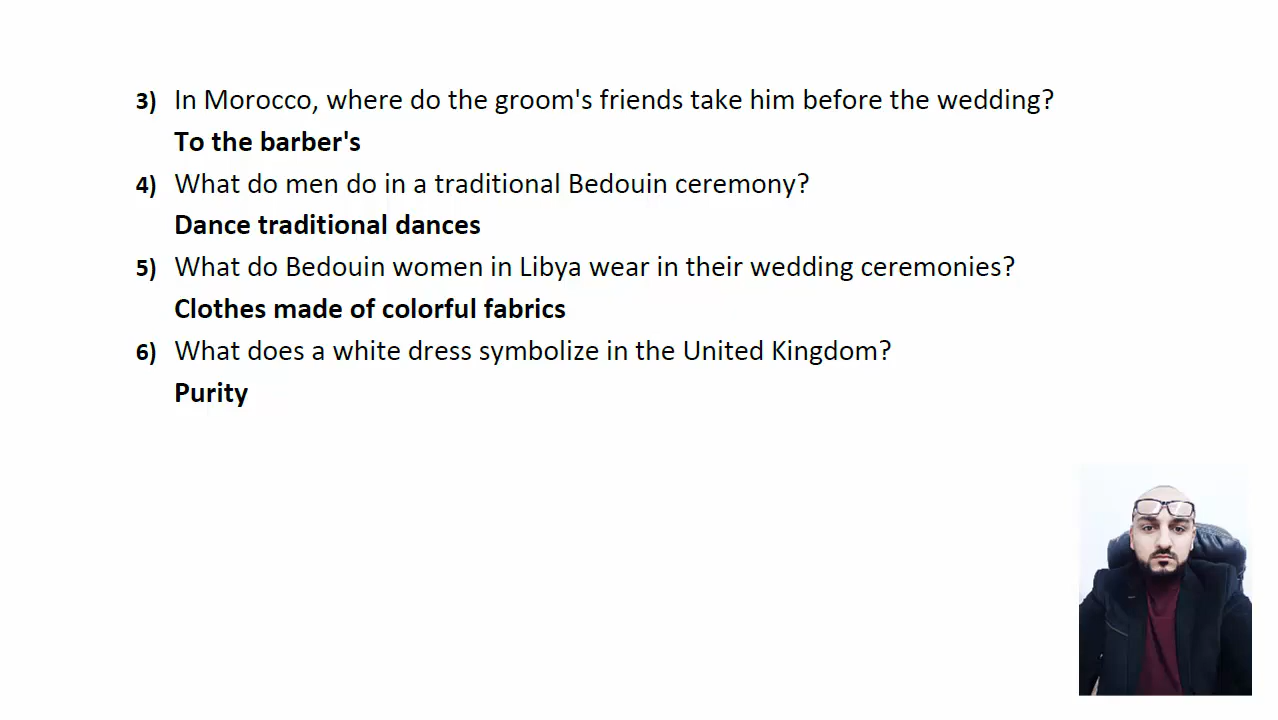 3) In Morocco, where do the groom's friends take him before the wedding?
To the barber's
4) What do men do in a traditional Bedouin ceremony?
Dance traditional dances
5) What do Bedouin women in Libya wear in their wedding ceremonies?
Clothes made of colorful fabrics
6) What does a white dress symbolize in the United Kingdom?
Purity